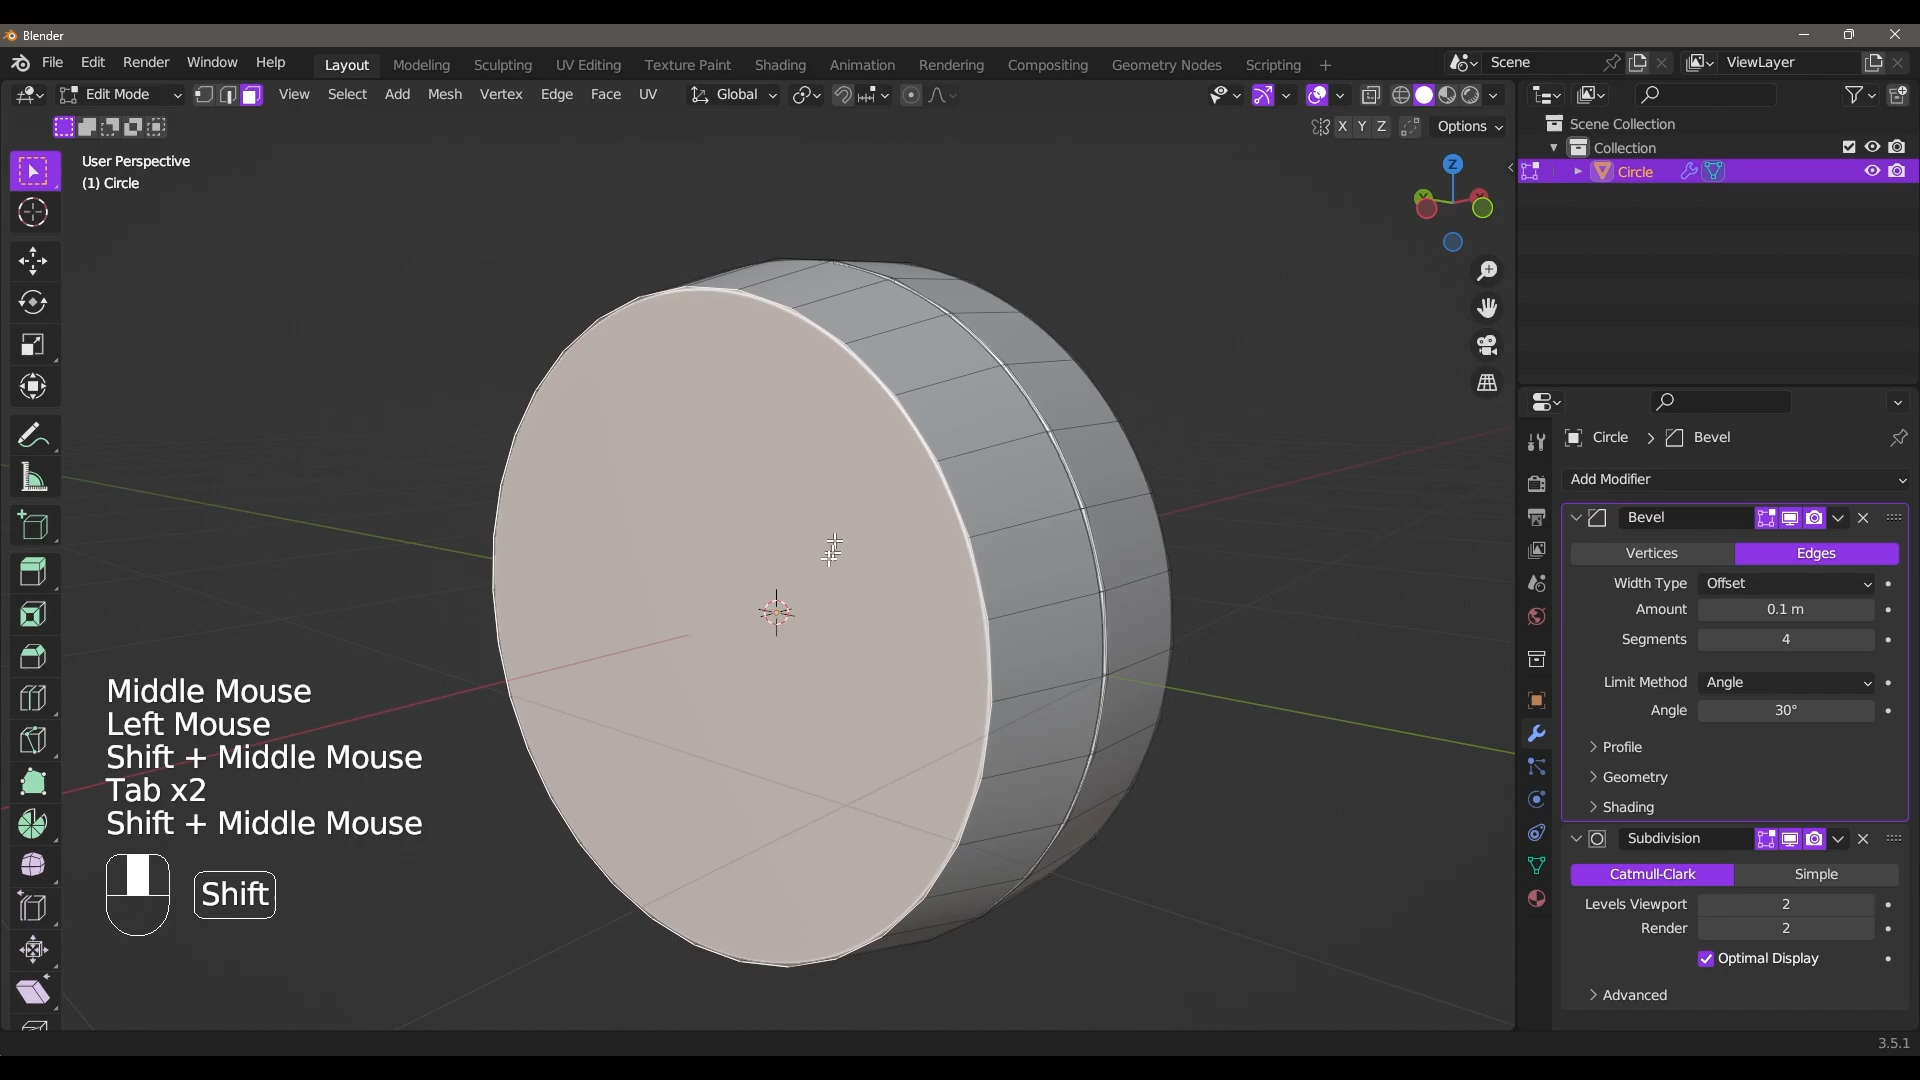 Blender
File Edit Render Window Help Layout Modeling Sculpting UV Editing Texture Paint Shading Animation Rendering Compositing Geometry Nodes Scripting + Scene ViewLayer
Edit Mode View Select Add Mesh Vertex Edge Face UV Global
X Y Z Options
User Perspective
(1) Circle
Z
Y
Scene Collection
Collection
Circle
Circle > Bevel
Add Modifier
Bevel
Vertices Edges
Width Type Offset
Amount 0.1 m
Segments 4
Limit Method Angle
Angle 30°
Profile
Geometry
Shading
Subdivision
Catmull-Clark Simple
Levels Viewport 2
Render 2
Optimal Display
Advanced
Middle Mouse
Left Mouse
Shift + Middle Mouse
Tab x2
Shift + Middle Mouse
Shift
3.5.1